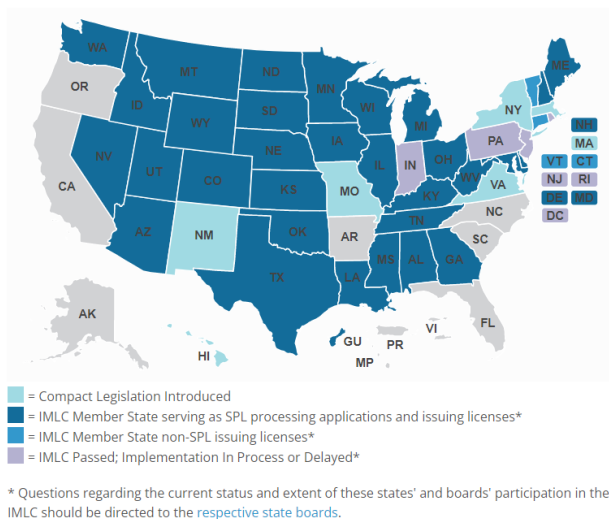 WA
MT
ND
MN
ME
OR
ID
SD
WI
NY
NH
WY
MI
MA
IA
PA
NE
VT CT
NV
UT
CO
IL
IN
OH
WV
VA
NJ RI
CA
KS
MO
KY
DE MD
NC
DC
AZ
NM
OK
AR
TN
SC
TX
LA
MS
AL
GA
AK
FL
HI
GU
PR
VI
MP
= Compact Legislation Introduced
= IMLC Member State serving as SPL processing applications and issuing licenses*
= IMLC Member State non-SPL issuing licenses*
= IMLC Passed; Implementation In Process or Delayed*
* Questions regarding the current status and extent of these states' and boards' participation in the
IMLC should be directed to the respective state boards.